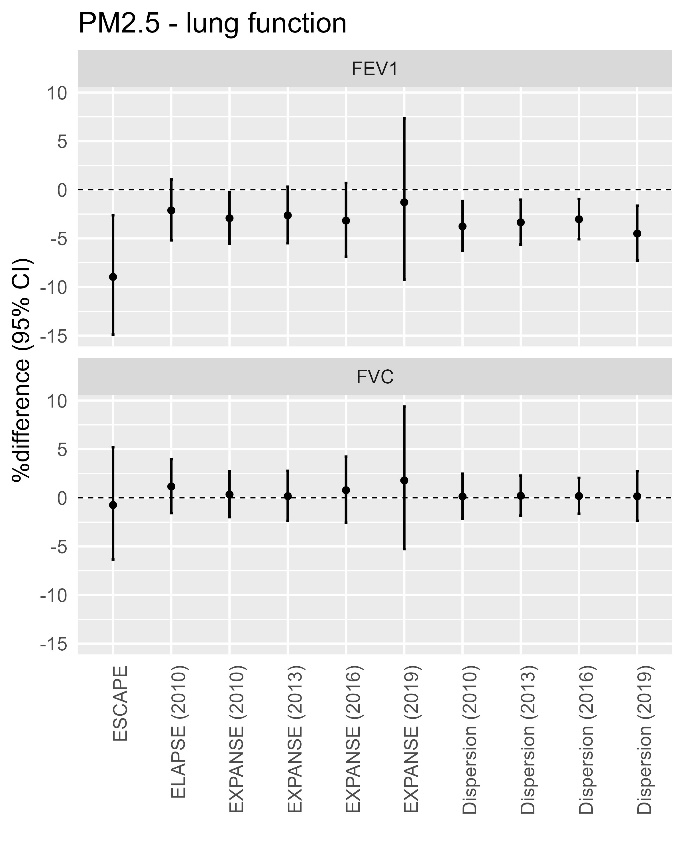 PM2.5 - lung function
FEV1
10
5
0
-5
-10
-15
%difference (95% CI)
FVC
10
5
0
-5
-10
-15
ESCAPE
ELAPSE (2010)
EXPANSE (2010)
EXPANSE (2013)
EXPANSE (2016)
EXPANSE (2019)
Dispersion (2010)
Dispersion (2013)
Dispersion (2016)
Dispersion (2019)